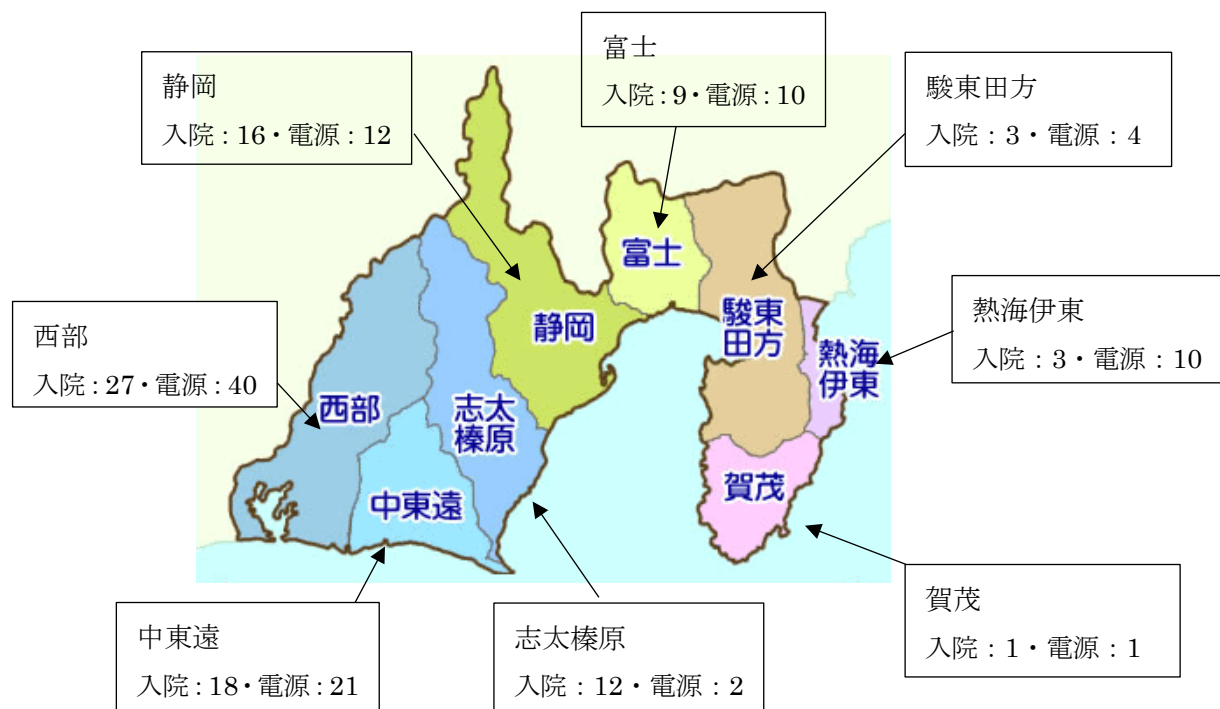 富士
入院：9・電源：10
静岡
入院：16・電源：12
駿東田方
入院：3・電源：4
熱海伊東
入院：3・電源：10
西部
入院：27・電源：40
富士
静岡
駿東
田方
熱海
伊東
西部
志太
榛原
中東遠
賀茂
中東遠
入院：18・電源：21
志太榛原
入院：12・電源：2
賀茂
入院：1・電源：1